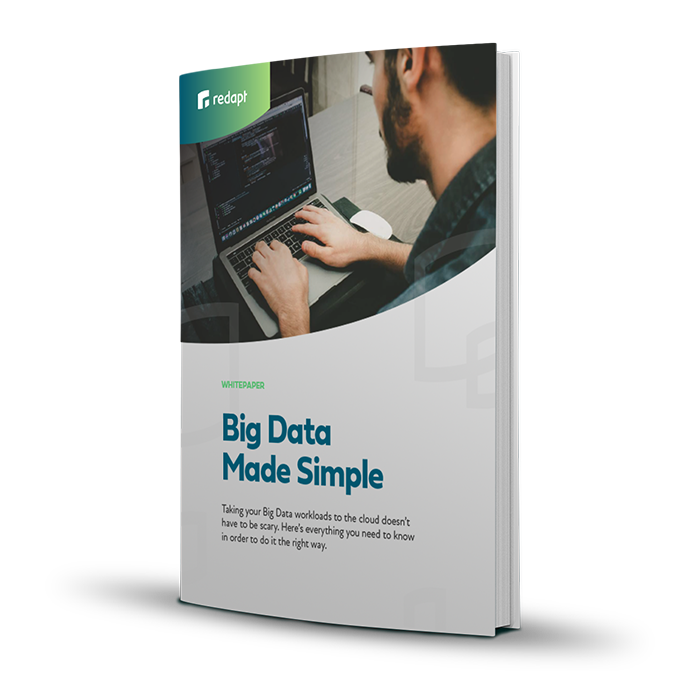 redapt
WHITEPAPER
Big Data
Made Simple
Taking your Big Data workloads to the cloud doesn't
have to be scary. Here's everything you need to know
in order to do it the right way.